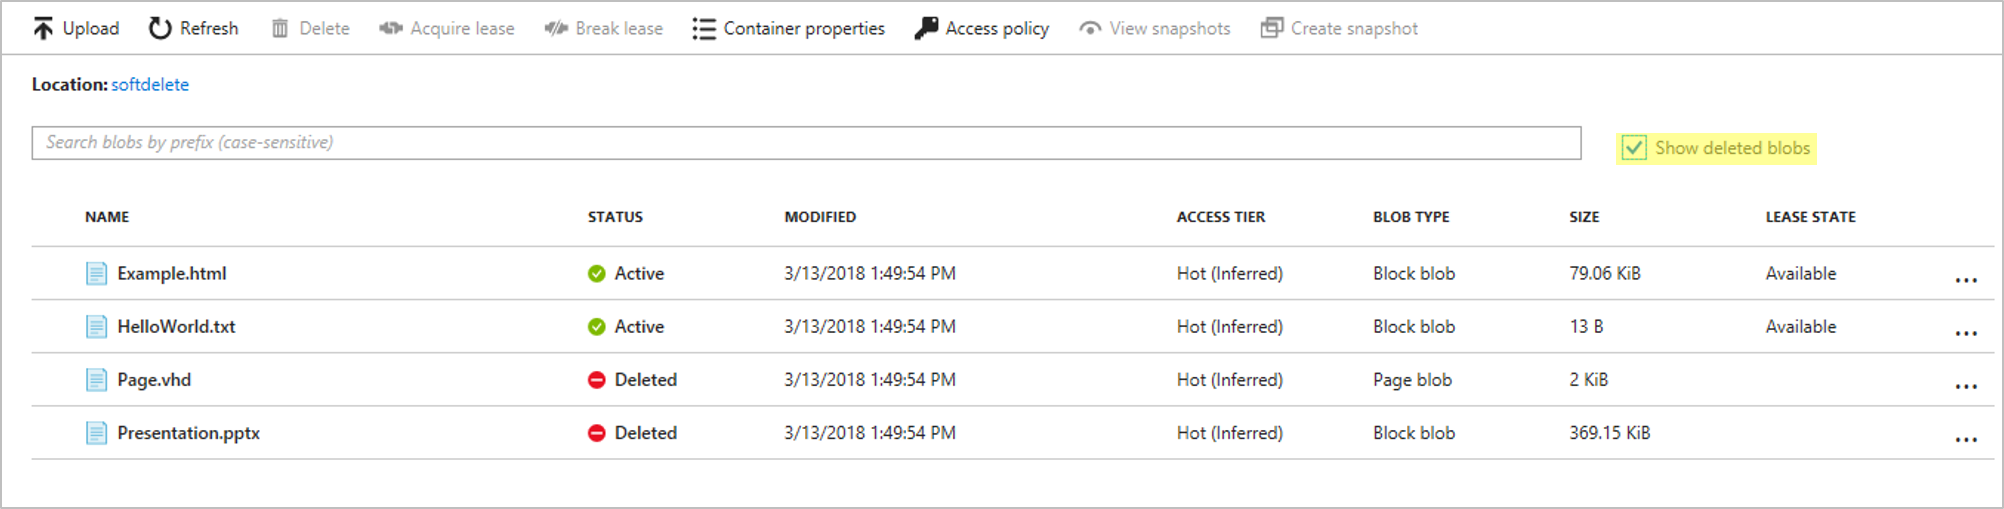 Upload Refresh Delete Acquire lease Break lease Container properties Access policy View snapshots Create snapshot
Location: softdelete
Search blobs by prefix (case-sensitive) Show deleted blobs
NAME STATUS MODIFIED ACCESS TIER BLOB TYPE SIZE LEASE STATE
Example.html Active 3/13/2018 1:49:54 PM Hot (Inferred) Block blob 79.06 KiB Available ...
HelloWorld.txt Active 3/13/2018 1:49:54 PM Hot (Inferred) Block blob 13 B Available ...
Page.vhd Deleted 3/13/2018 1:49:54 PM Hot (Inferred) Page blob 2 KiB ...
Presentation.pptx Deleted 3/13/2018 1:49:54 PM Hot (Inferred) Block blob 369.15 KiB ...